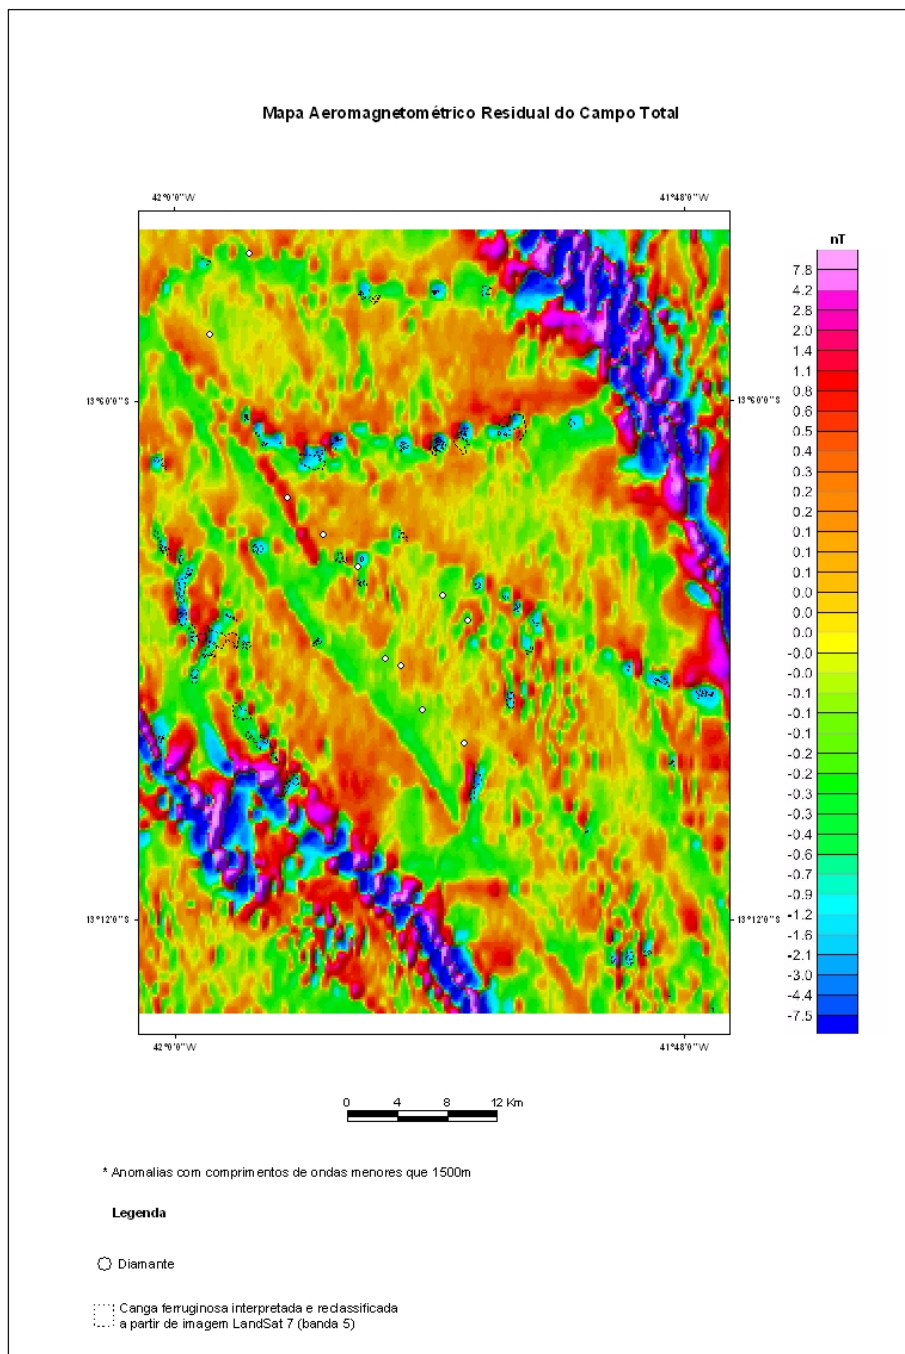 Mapa Aeromagnetométrico Residual do Campo Total
42°0'0"W
41°48'0"W
nT
7.8
4.2
2.8
2.0
1.4
1.1
0.8
0.6
0.5
0.4
0.3
0.2
0.2
0.1
0.1
0.1
0.0
0.0
-0.0
-0.0
-0.1
-0.1
-0.2
-0.2
-0.3
-0.3
-0.4
-0.6
-0.7
-0.9
-1.2
-1.6
-2.1
-3.0
-4.4
-7.5
13°60'0"S
13°60'0"S
13°12'0"S
13°12'0"S
42°0'0"W
41°48'0"W
0 4 8 12 Km
* Anomalias com comprimentos de ondas menores que 1500m
Legenda
Diamante
Canga ferruginosa interpretada e reclassificada
a partir de imagem LandSat 7 (banda 5)